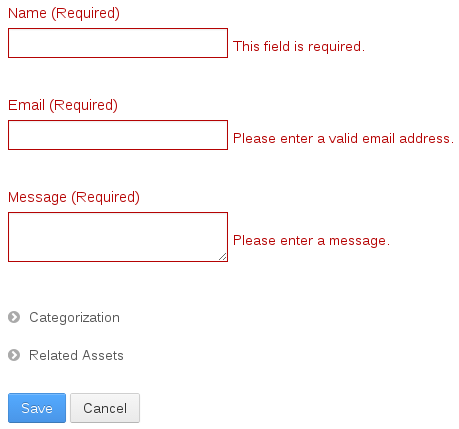 Name (Required)
This field is required.
Email (Required)
Please enter a valid email address.
Message (Required)
Please enter a message.
Categorization
Related Assets
Save Cancel